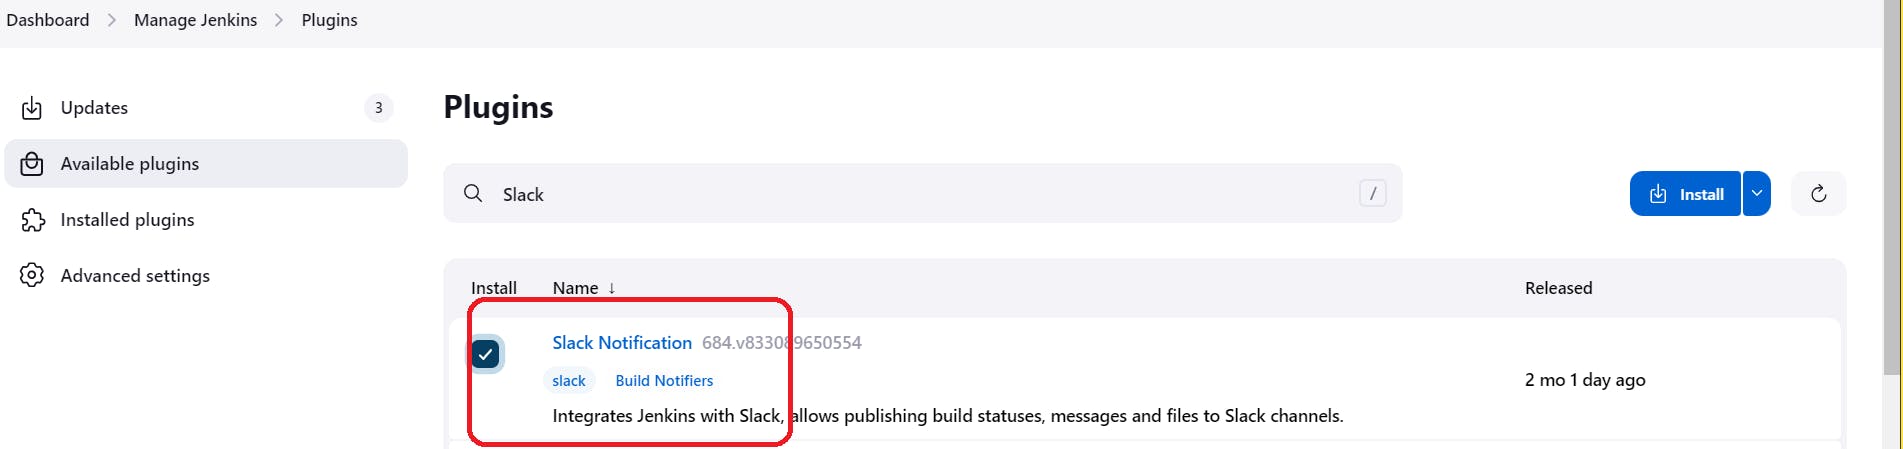 Dashboard > Manage Jenkins > Plugins
Updates 3
Available plugins
Installed plugins
Advanced settings
Plugins
Slack /
Install
Install Name ↓ Released
Slack Notification 684.v833089650554
slack Build Notifiers
Integrates Jenkins with Slack, allows publishing build statuses, messages and files to Slack channels.
2 mo 1 day ago